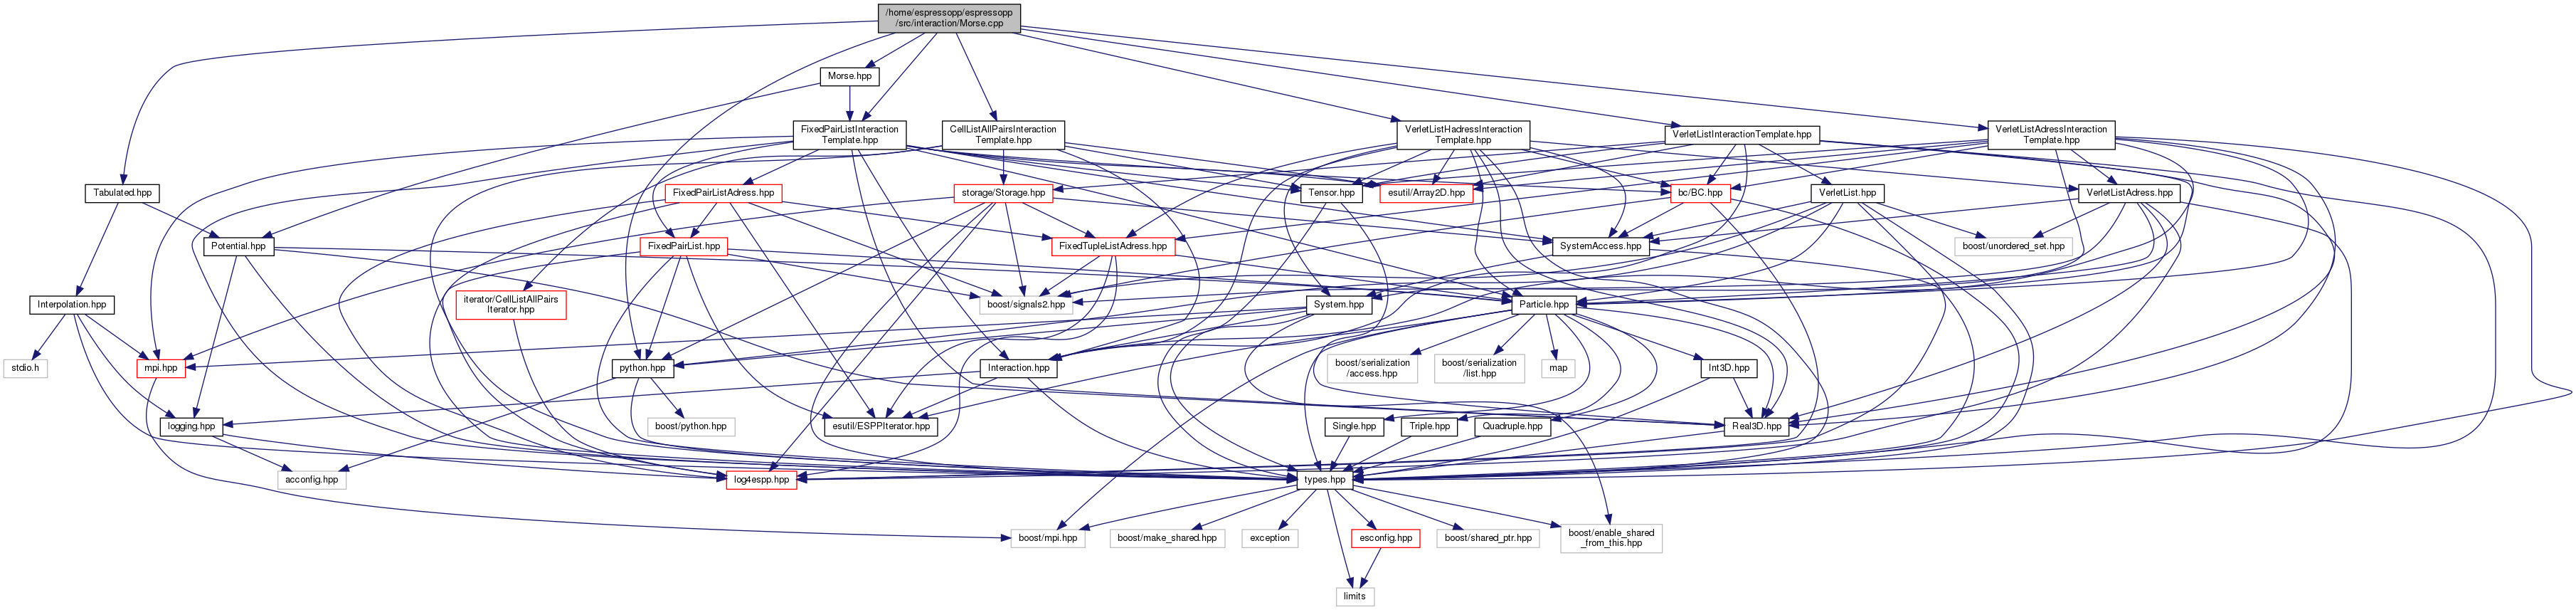 /home/espressopp/espressopp
/src/interaction/Morse.cpp
Morse.hpp
FixedPairListInteraction
Template.hpp
CellListAllPairsInteraction
Template.hpp
VerletListHadressInteraction
Template.hpp
VerletListInteractionTemplate.hpp
VerletListAdressInteraction
Template.hpp
Tabulated.hpp
FixedPairListAdress.hpp
storage/Storage.hpp
Tensor.hpp
esutil/Array2D.hpp
bc/BC.hpp
VerletList.hpp
VerletListAdress.hpp
Potential.hpp
FixedPairList.hpp
FixedTupleListAdress.hpp
SystemAccess.hpp
boost/unordered_set.hpp
Interpolation.hpp
iterator/CellListAllPairs
Iterator.hpp
boost/signals2.hpp
System.hpp
Particle.hpp
stdio.h
mpi.hpp
python.hpp
Interaction.hpp
boost/serialization
/access.hpp
boost/serialization
/list.hpp
map
Int3D.hpp
logging.hpp
boost/python.hpp
esutil/ESPPIterator.hpp
Single.hpp
Triple.hpp
Quadruple.hpp
Real3D.hpp
acconfig.hpp
log4espp.hpp
types.hpp
boost/mpi.hpp
boost/make_shared.hpp
exception
esconfig.hpp
boost/shared_ptr.hpp
boost/enable_shared
_from_this.hpp
limits